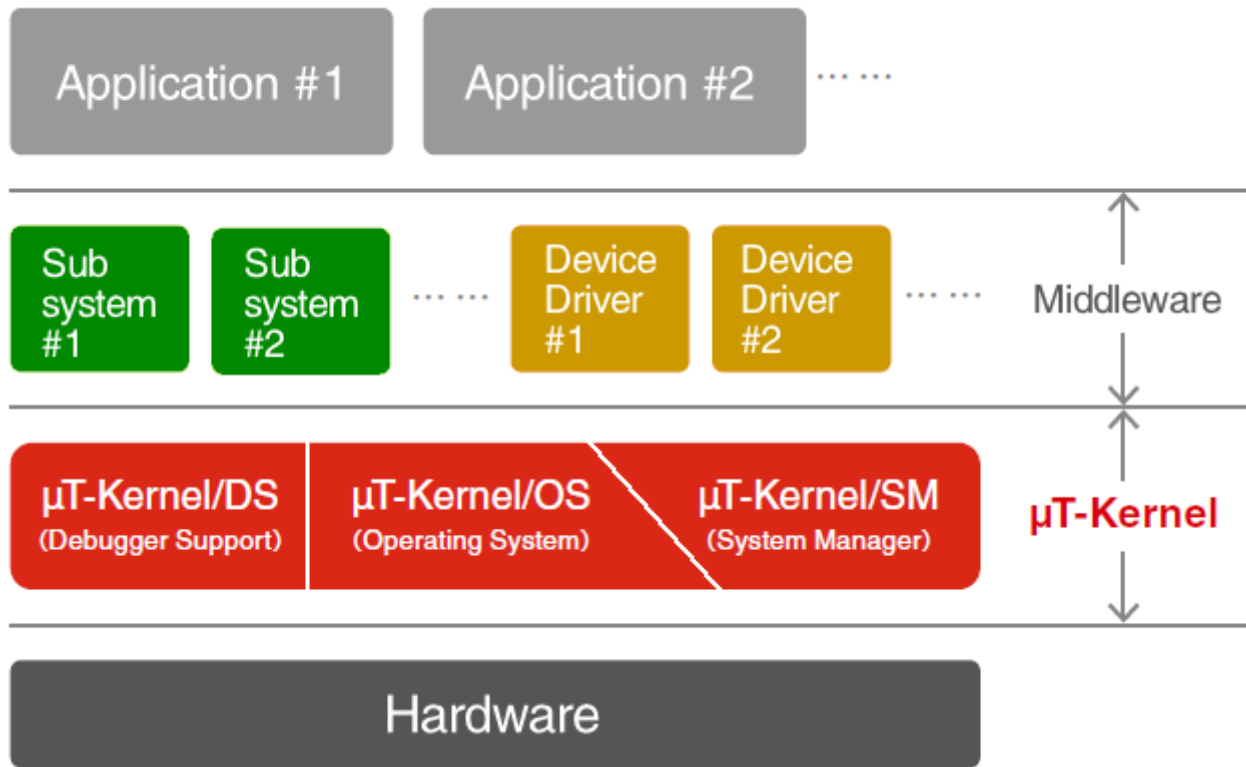 Application #1
Application #2
... ...
Sub
system
#1
Sub
system
#2
... ...
Device
Driver
#1
Device
Driver
#2
... ...
Middleware
µT-Kernel/DS
(Debugger Support)
µT-Kernel/OS
(Operating System)
µT-Kernel/SM
(System Manager)
µT-Kernel
Hardware